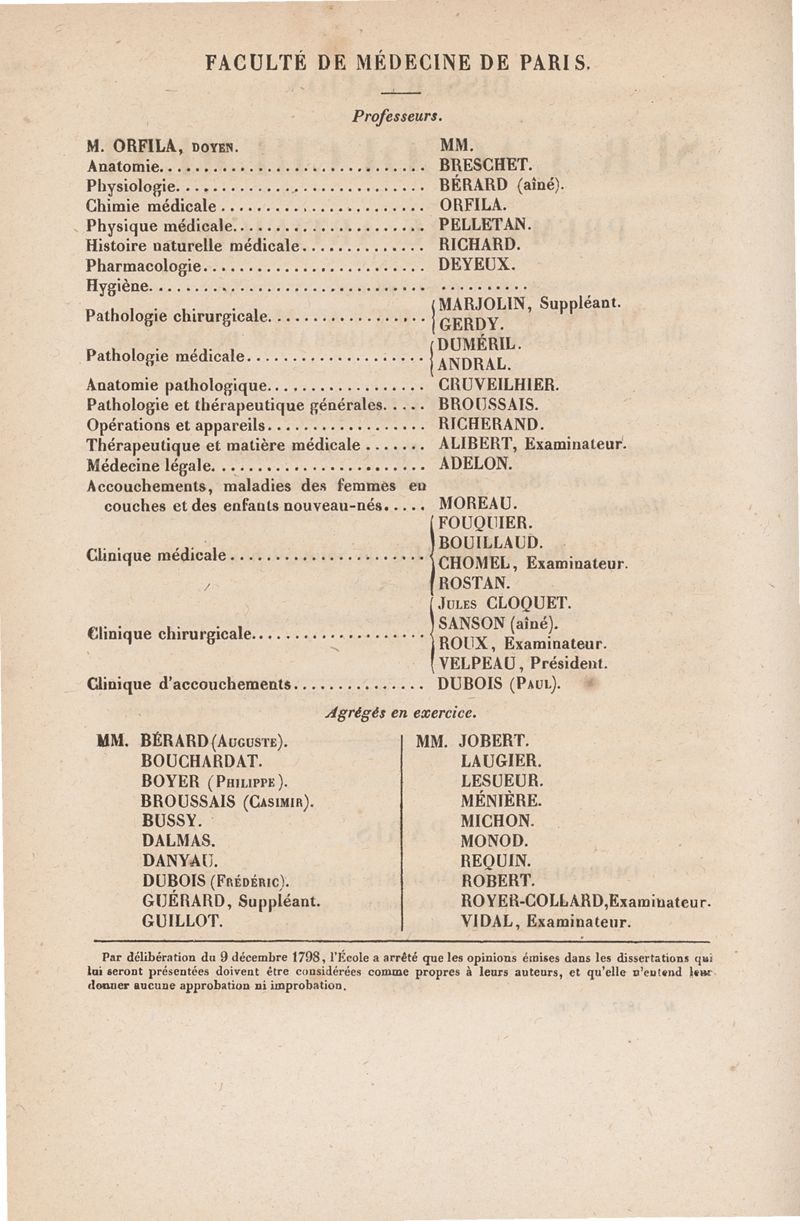 FACULTÉ DE MÉDECINE DE PARIS.
Professeurs.
M. ORFILA, DOYEN. MM.
Anatomie............................. BRESCHET.
Physiologie........................... BÉRARD (aîné).
Chimie médicale....................... ORFILA.
Physique médicale..................... PELLETAN.
Histoire naturelle médicale.............. RICHARD.
Pharmacologie......................... DEYEUX.
Hygiène.............................. ..........
Pathologie chirurgicale................. { MARJOLIN, Suppléant.
GERDY.
Pathologie médicale................... { DUMÉRIL.
ANDRAL.
Anatomie pathologique................. CRUVEILHIER.
Pathologie et thérapeutique générales..... BROUSSAIS.
Opérations et appareils................. RICHERAND.
Thérapeutique et matière médicale....... ALIBERT, Examinateur.
Médecine légale....................... ADELON.
Accouchements, maladies des femmes en
couches et des enfants nouveau-nés..... MOREAU.
Clinique médicale..................... { FOUQUIER.
BOUILLAUD.
CHOMEL, Examinateur.
ROSTAN.
Clinique chirurgicale................... { JULES CLOQUET.
SANSON (aîné).
ROUX, Examinateur.
VELPEAU, Président.
Clinique d'accouchements............... DUBOIS (PAUL).
Agrégés en exercice.
MM. BÉRARD (AUGUSTE).
BOUCHARDAT.
BOYER (PHILIPPE).
BROUSSAIS (CASIMIR).
BUSSY.
DALMAS.
DANYAU.
DUBOIS (FRÉDÉRIC).
GUÉRARD, Suppléant.
GUILLOT.
MM. JOBERT.
LAUGIER.
LESUEUR.
MÉNIÈRE.
MICHON.
MONOD.
REQUIN.
ROBERT.
ROYER-COLLARD, Examinateur.
VIDAL, Examinateur.
Par délibération du 9 décembre 1798, l'École a arrêté que les opinions émises dans les dissertations qui
lui seront présentées doivent être considérées comme propres à leurs auteurs, et qu'elle n'entend leur
donner aucune approbation ni improbation.